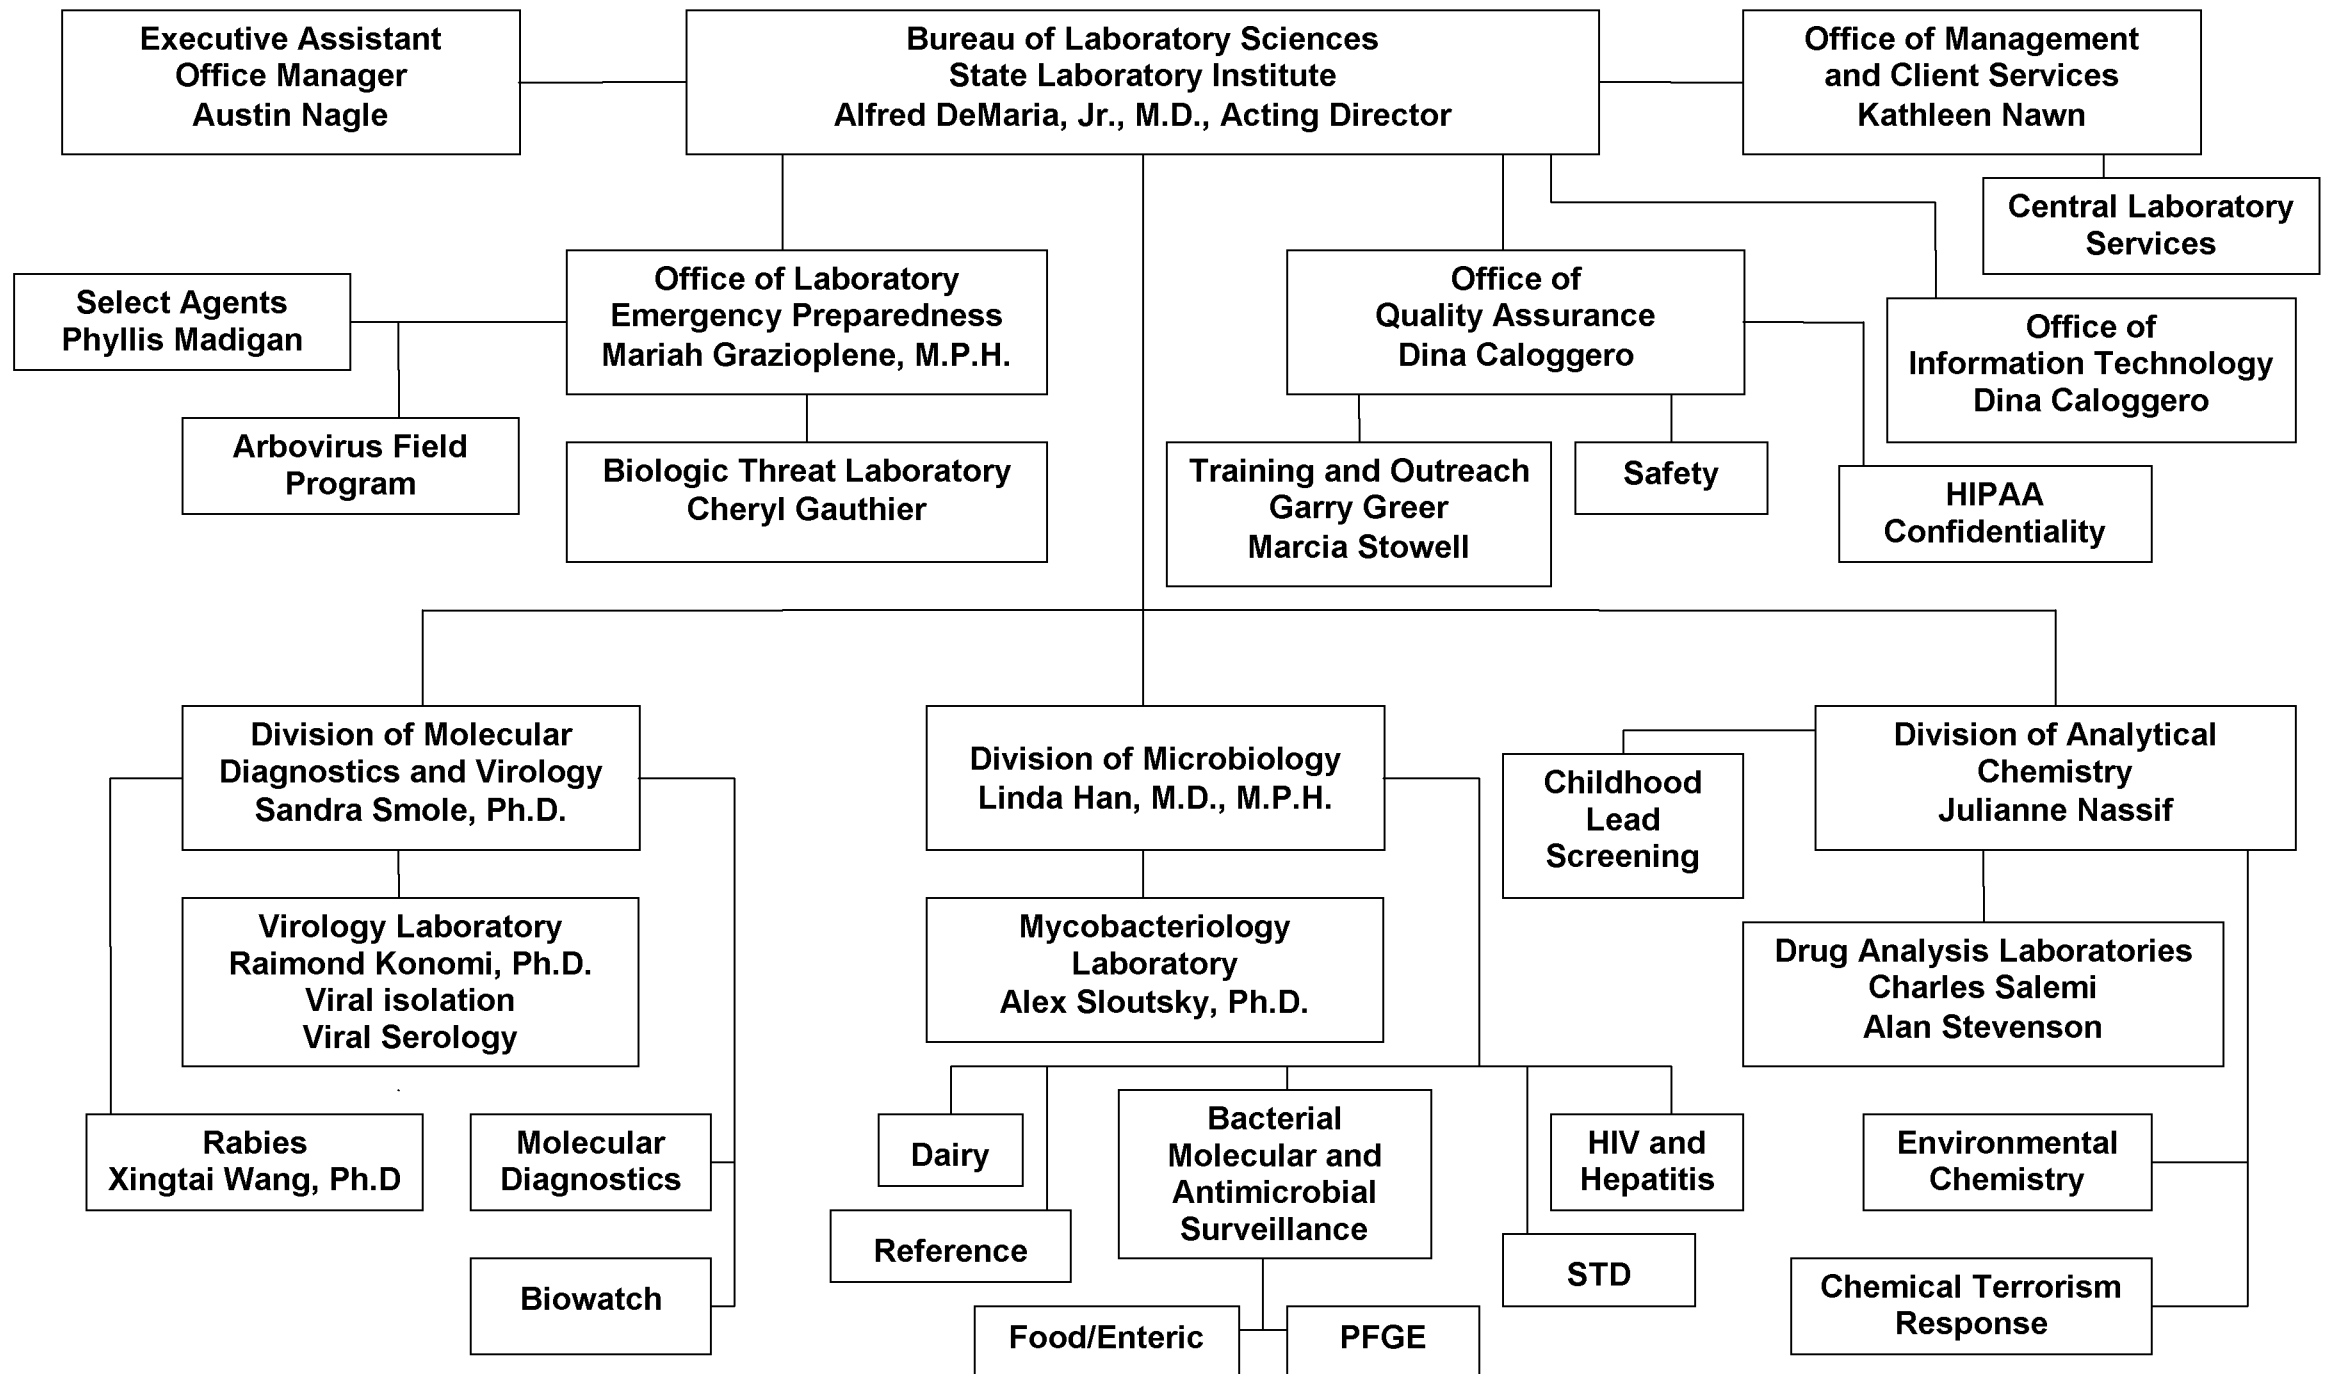 Executive Assistant
Office Manager
Austin Nagle
Bureau of Laboratory Sciences
State Laboratory Institute
Alfred DeMaria, Jr., M.D., Acting Director
Office of Management
and Client Services
Kathleen Nawn
Central Laboratory
Services
Select Agents
Phyllis Madigan
Office of Laboratory
Emergency Preparedness
Mariah Grazioplene, M.P.H.
Office of
Quality Assurance
Dina Caloggero
Office of
Information Technology
Dina Caloggero
Arbovirus Field
Program
Biologic Threat Laboratory
Cheryl Gauthier
Training and Outreach
Garry Greer
Marcia Stowell
Safety
HIPAA
Confidentiality
Division of Molecular
Diagnostics and Virology
Sandra Smole, Ph.D.
Division of Microbiology
Linda Han, M.D., M.P.H.
Childhood
Lead
Screening
Division of Analytical
Chemistry
Julianne Nassif
Virology Laboratory
Raimond Konomi, Ph.D.
Viral isolation
Viral Serology
Mycobacteriology
Laboratory
Alex Sloutsky, Ph.D.
Drug Analysis Laboratories
Charles Salemi
Alan Stevenson
Rabies
Xingtai Wang, Ph.D
Molecular
Diagnostics
Dairy
Bacterial
Molecular and
Antimicrobial
Surveillance
HIV and
Hepatitis
Environmental
Chemistry
Reference
STD
Biowatch
Food/Enteric
PFGE
Chemical Terrorism
Response